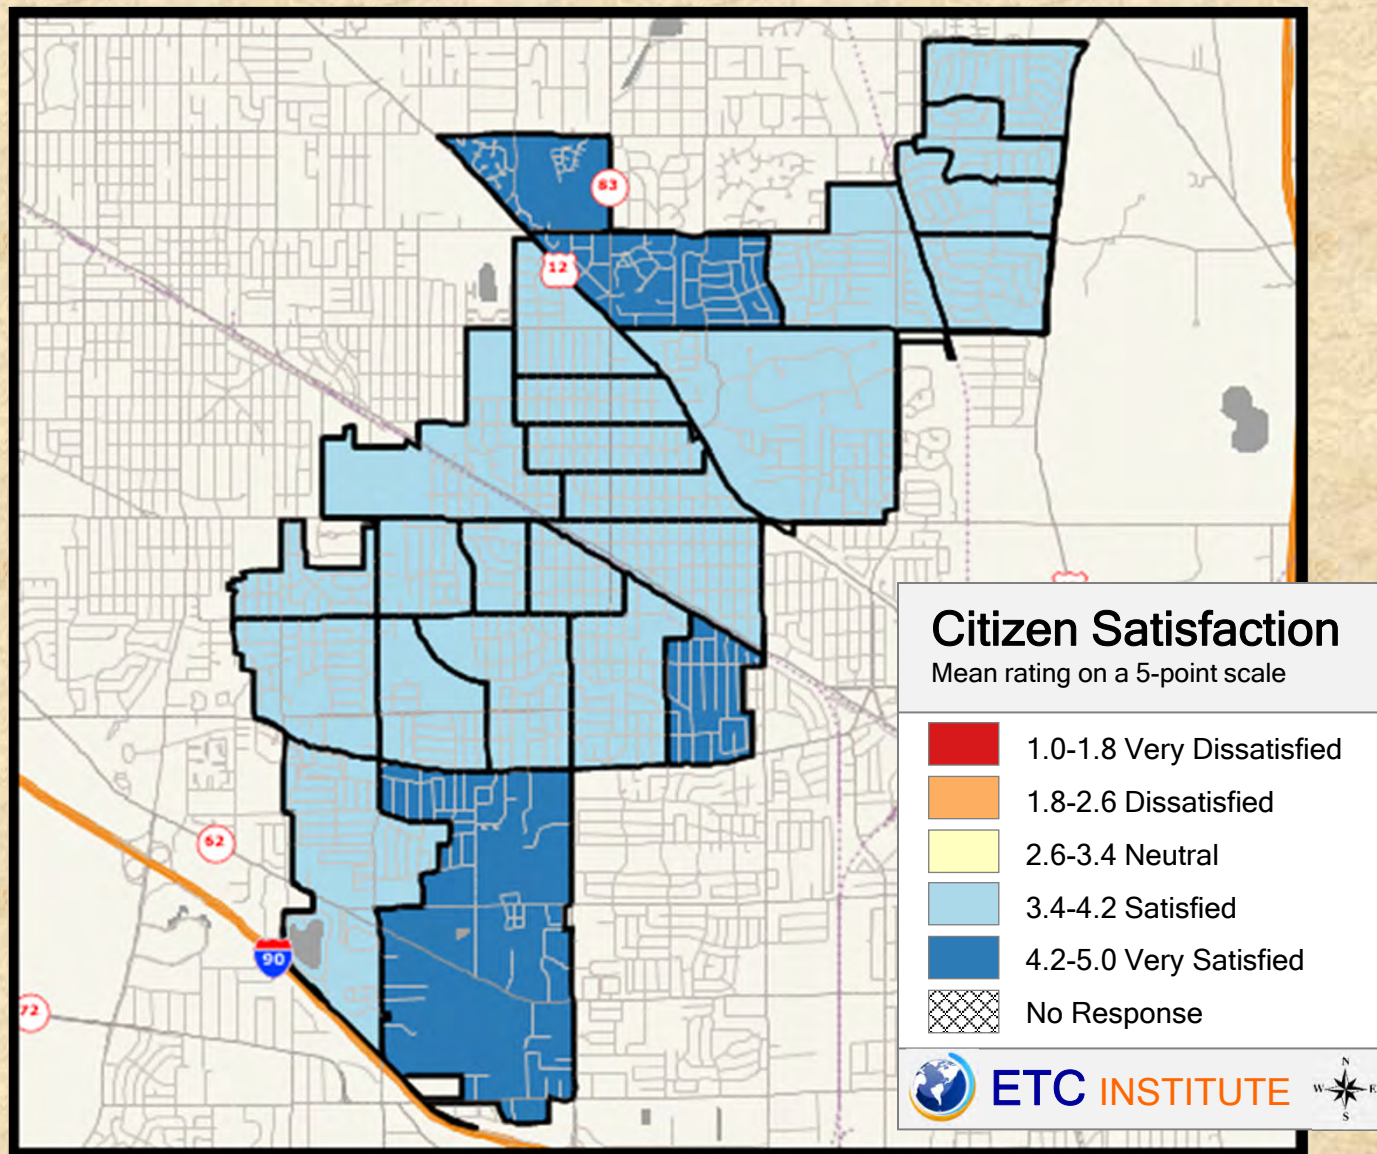 83
12
62
90
72
Citizen Satisfaction
Mean rating on a 5-point scale
1.0-1.8 Very Dissatisfied
1.8-2.6 Dissatisfied
2.6-3.4 Neutral
3.4-4.2 Satisfied
4.2-5.0 Very Satisfied
No Response
ETC INSTITUTE
N
W E
S